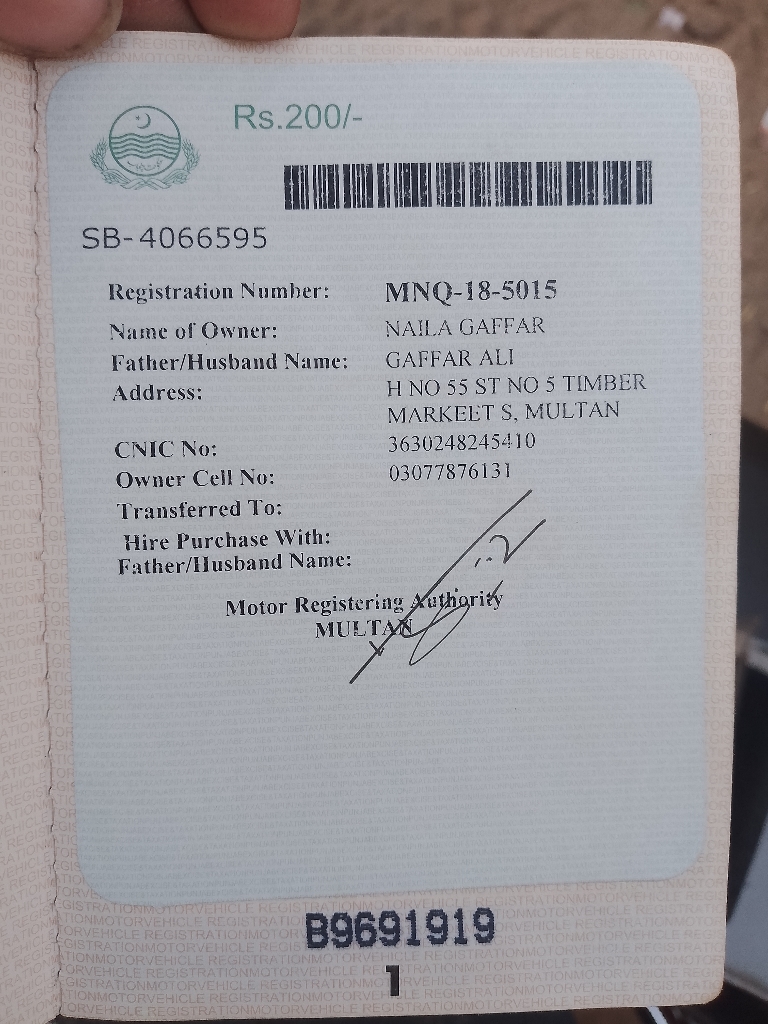 Rs.200/-
SB-4066595
Registration Number: MNQ-18-5015
Name of Owner: NAILA GAFFAR
Father/Husband Name: GAFFAR ALI
Address: H NO 55 ST NO 5 TIMBER
MARKEET S, MULTAN
CNIC No: 3630248245410
Owner Cell No: 03077876131
Transferred To:
Hire Purchase With:
Father/Husband Name:
Motor Registering Authority
MULTAN
B9691919
1